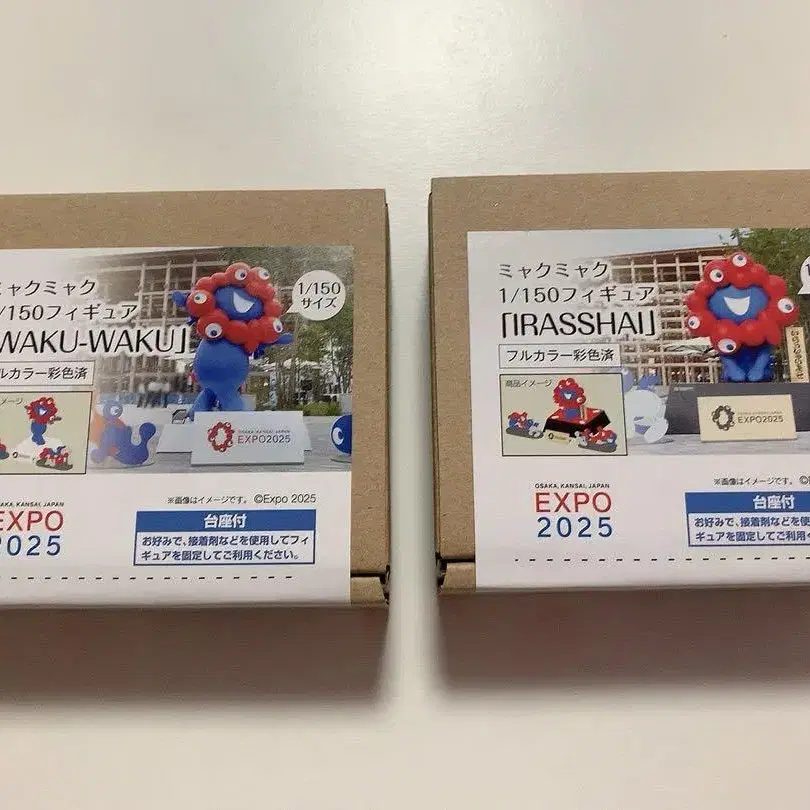 ャクミャク
/150フィギュア
WAKU-WAKU」
ルカラー彩色済
メージ
1/150
サイズ
EXPO2025
※画像はイメージです。 ©Expo 2025
AKA, KANSAI, JAPAN
EXPO
2025
台座付
お好みで、接着剤などを使用してフィ
ギュアを固定してご利用ください。
ミャクミャク
1/150フィギュア
「IRASSHAI」
フルカラー彩色済
商品イメージ
OSAKA, KANSAI, JAPAN
EXPO2025
※画像はイメージです。
OSAKA, KANSAI, JAPAN
EXPO
2025
台座付
お好みで、接着剤などを使用し
ギュアを固定してご利用